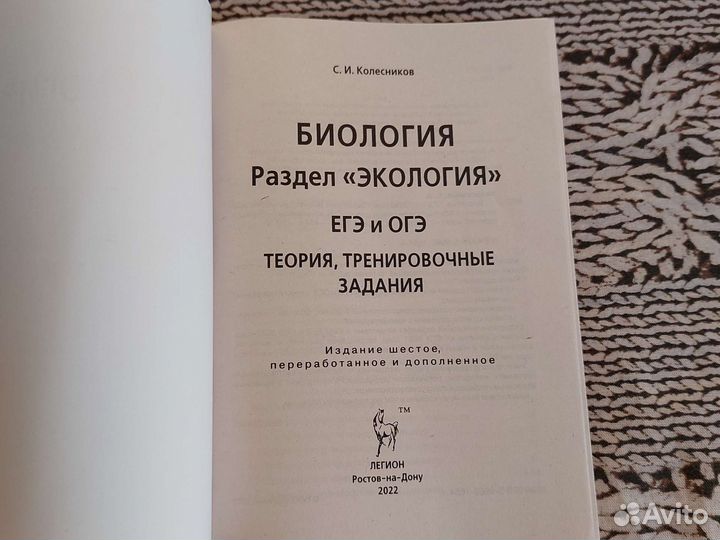 С. И. Колесников
БИОЛОГИЯ
Раздел «ЭКОЛОГИЯ»
ЕГЭ и ОГЭ
ТЕОРИЯ, ТРЕНИРОВОЧНЫЕ
ЗАДАНИЯ
Издание шестое,
переработанное и дополненное
TM
ЛЕГИОН
Ростов-на-Дону
2022
Avito